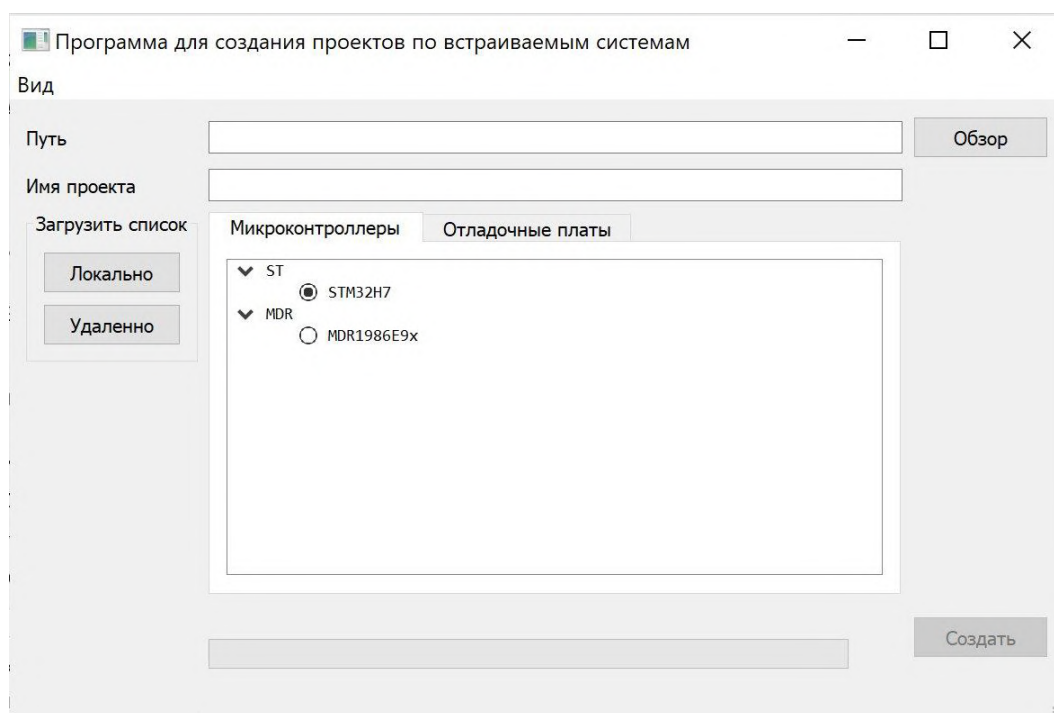 Программа для создания проектов по встраиваемым системам
Вид
Путь
Обзор
Имя проекта
Загрузить список
Локально
Удаленно
Микроконтроллеры
Отладочные платы
ST
STM32H7
MDR
MDR1986E9x
Создать